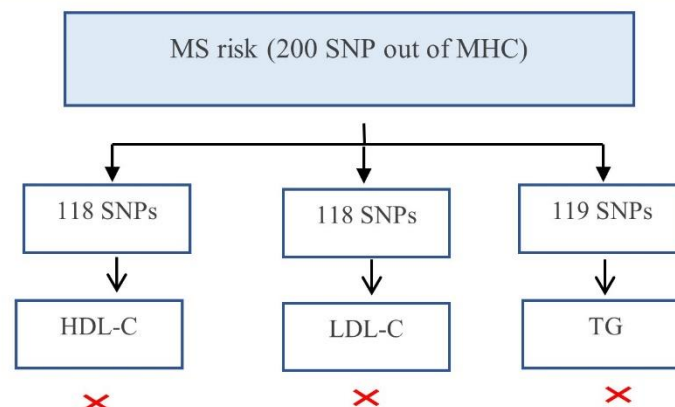 MS risk (200 SNP out of MHC)
118 SNPs
118 SNPs
119 SNPs
HDL-C
LDL-C
TG